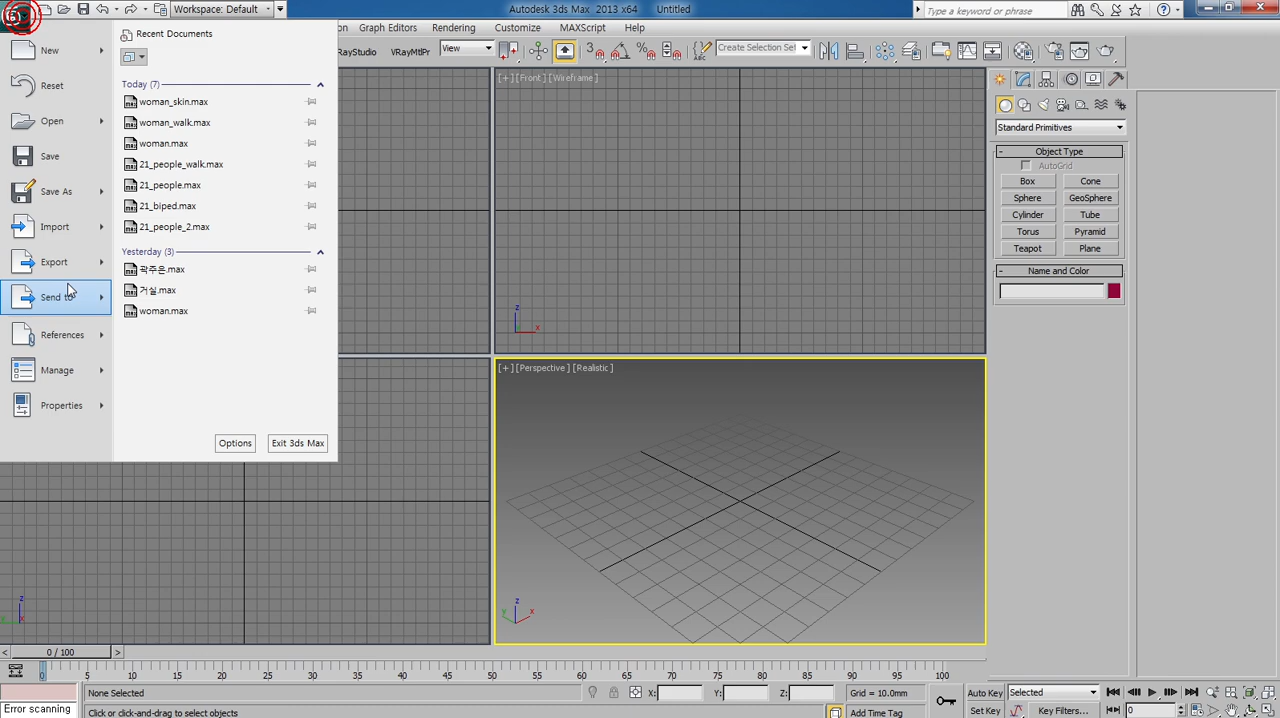 Workspace: Default
Autodesk 3ds Max 2013 x64 Untitled
Type a keyword or phrase
Graph Editors Rendering Customize MAXScript Help
VRayMtlPr
View
Create Selection Set
Recent Documents
New
Reset
Open
Save
Save As
Import
Export
Send to
References
Manage
Properties
Today (7)
woman_skin.max
woman_walk.max
woman.max
21_people_walk.max
21_people.max
21_biped.max
21_people_2.max
Yesterday (3)
곽주은.max
거실.max
woman.max
Options
Exit 3ds Max
[+] [Front] [Wireframe]
z
x
[+] [Perspective] [Realistic]
z
y
x
z
y
x
Standard Primitives
Object Type
AutoGrid
Box Cone
Sphere GeoSphere
Cylinder Tube
Torus Pyramid
Teapot Plane
Name and Color
0 / 100
0 5 10 15 20 25 30 35 40 45 50 55 60 65 70 75 80 85 90 95 100
None Selected
X: Y: Z: Grid = 10.0mm
Auto Key Selected
Error scanning
Click or click-and-drag to select objects
Add Time Tag
Set Key Key Filters...
0